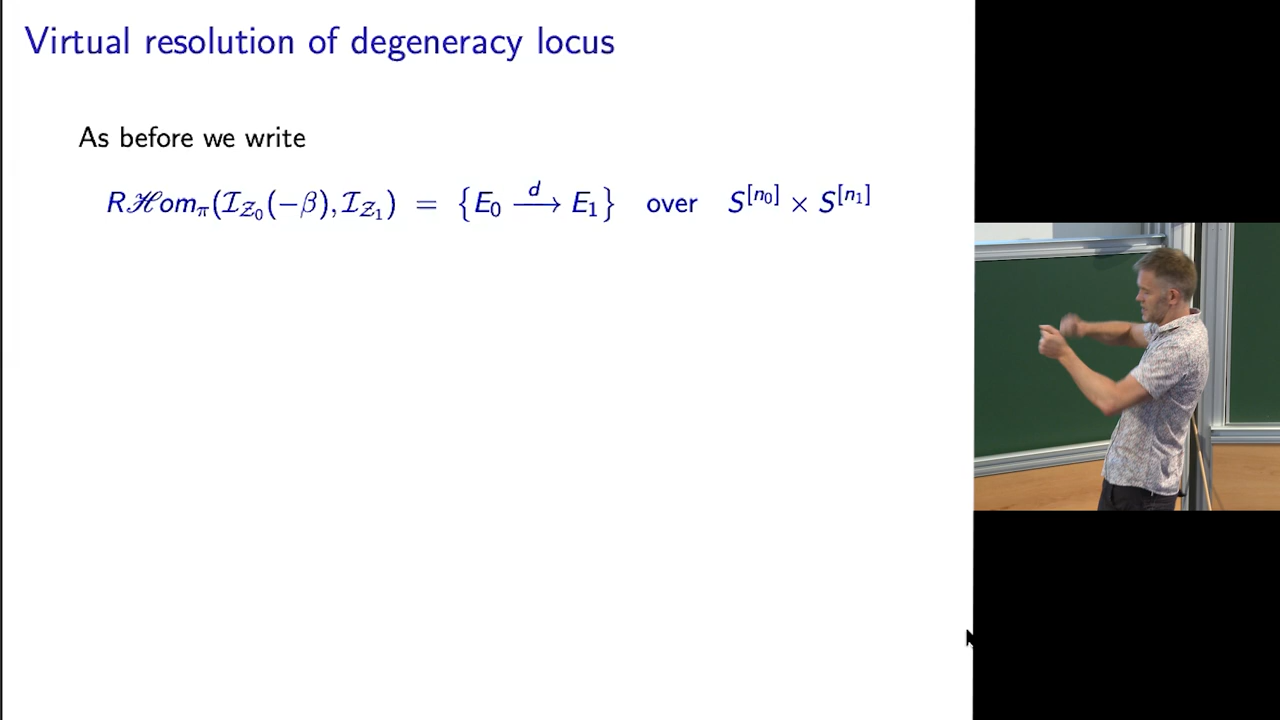 Virtual resolution of degeneracy locus
As before we write
Rℋom_π(ℐ_{𝒵_0}(−β), ℐ_{𝒵_1}) = {E_0 \xrightarrow{d} E_1} over S^{[n_0]} × S^{[n_1]}